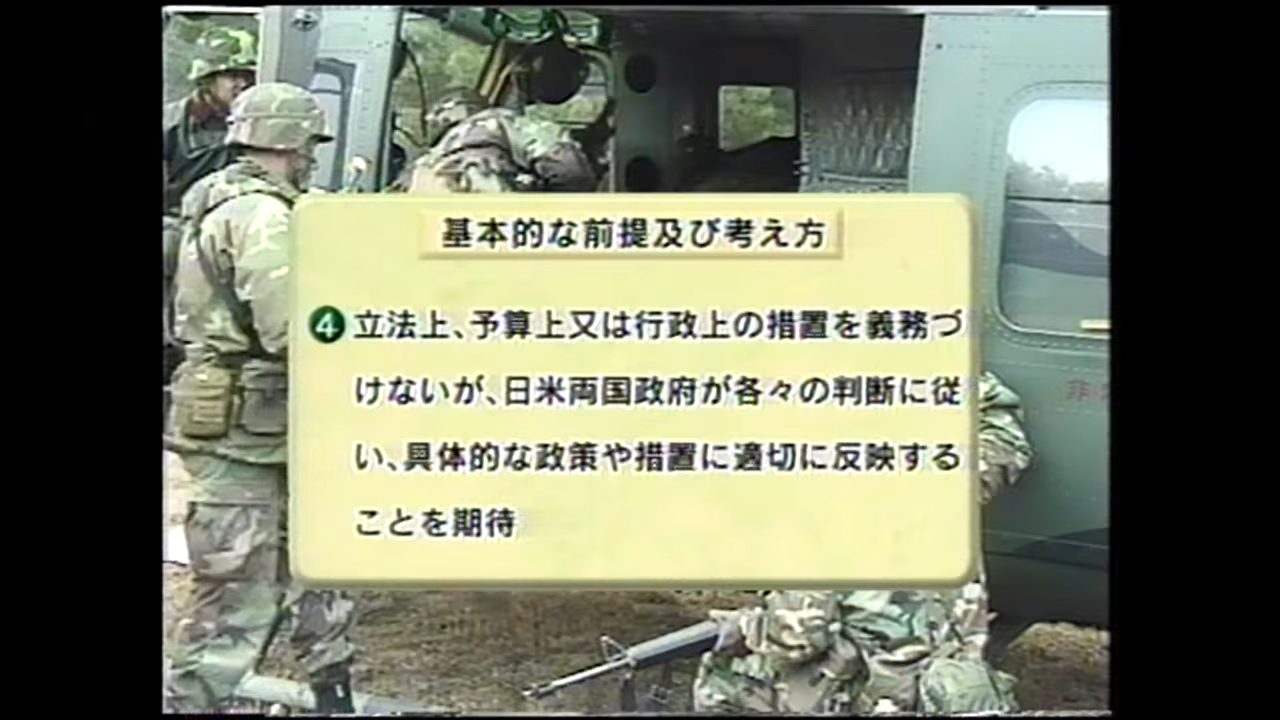 基本的な前提及び考え方
4 立法上、予算上又は行政上の措置を義務づ
けないが、日米両国政府が各々の判断に従
い、具体的な政策や措置に適切に反映する
ことを期待
非